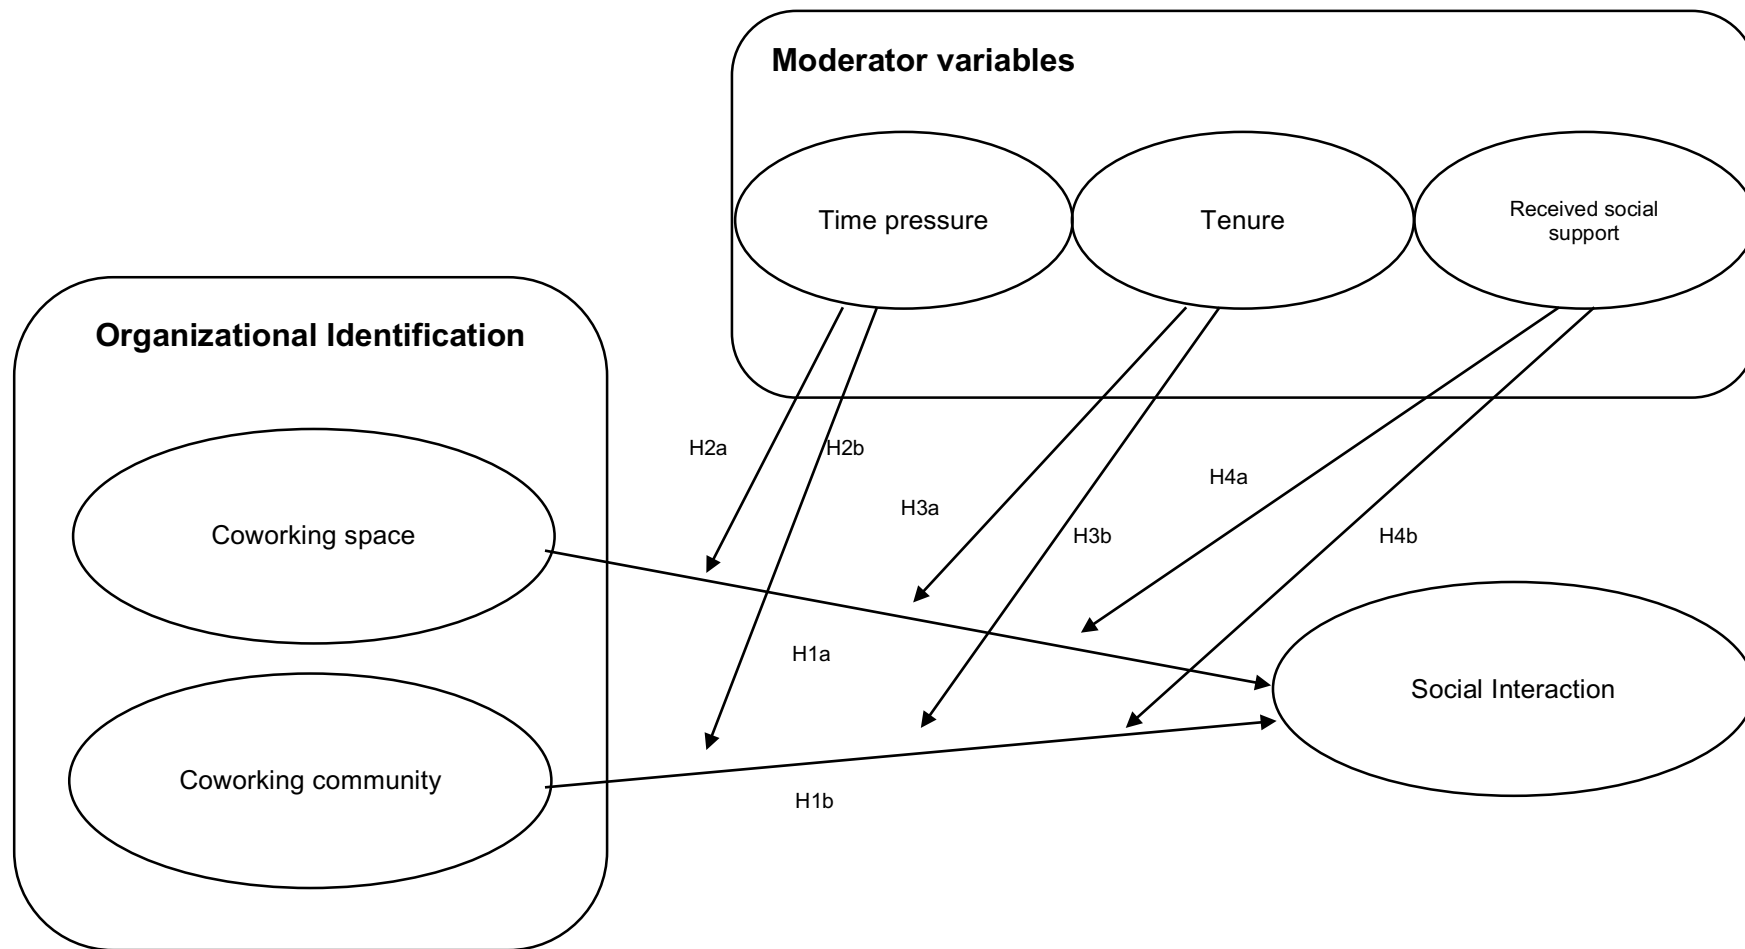 Moderator variables
Time pressure
Tenure
Received social
support
Organizational Identification
H2a
H2b
H4a
H3a
H3b
H4b
Coworking space
H1a
Social Interaction
Coworking community
H1b